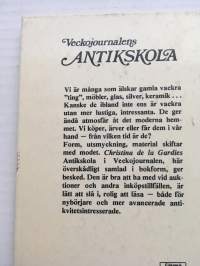 Veckojournalens
ANTIKSKOLA
Vi är många som älskar gamla vackra
"ting", möbler, glas, silver, keramik . . .
Kanske de ibland inte ens är vackra
utan mer lustiga, intressanta. De ger
ändå atmosfär åt det moderna hem-
met. Vi köper, ärver eller får dem i vår
hand — från vilken tid är de?
Form, utsmyckning, material skiftar
med modet. Christina de la Gardies
Antikskola i Veckojournalen, här
överskådligt samlad i bokform, ger
besked. Den är bra att ha med vid auk-
tioner och andra inköpstillfällen, är
lätt att slå i, rolig att läsa — både för
nybörjare och mer avancerade anti-
kvitetsintresserade.